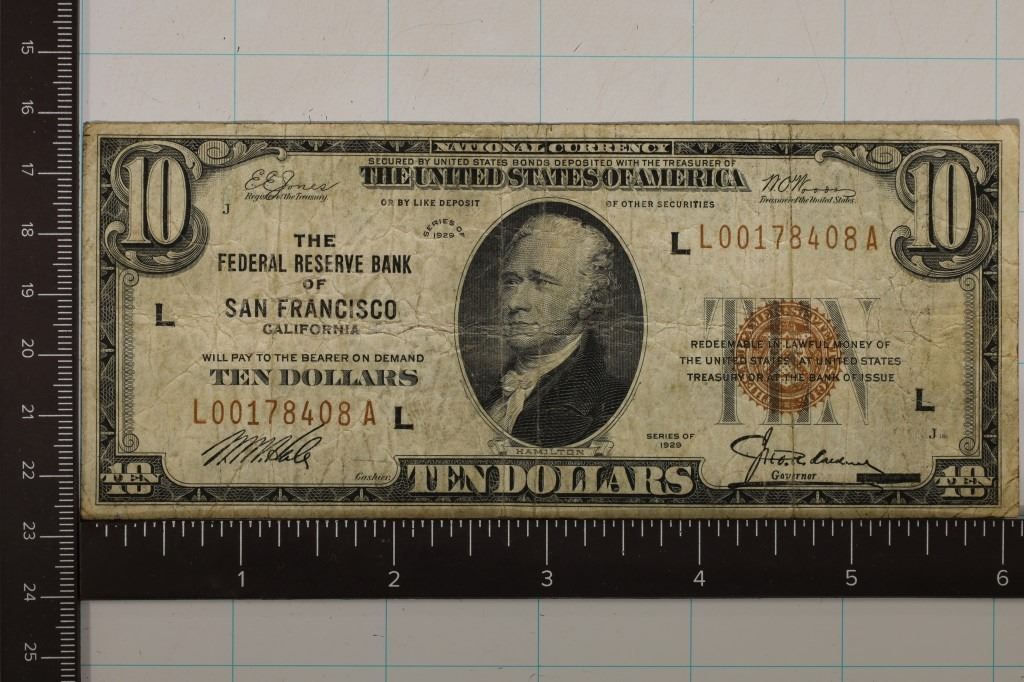 NATIONAL CURRENCY
SECURED BY UNITED STATES BONDS DEPOSITED WITH THE TREASURER OF
THE UNITED STATES OF AMERICA
OR BY LIKE DEPOSIT OF OTHER SECURITIES
10
10
E E Jones
Register of the Treasury.
W.O. Woods
Treasurer of the United States.
J
SERIES OF
1929
L L00178408A
THE
FEDERAL RESERVE BANK
OF
SAN FRANCISCO
CALIFORNIA
L
WILL PAY TO THE BEARER ON DEMAND
TEN DOLLARS
L00178408A L
TEN
REDEEMABLE IN LAWFUL MONEY OF
THE UNITED STATES AT UNITED STATES
TREASURY OR AT THE BANK OF ISSUE
L
J
SERIES OF
1929
HAMILTON
Cashier
Governor
10 TEN DOLLARS 10
15
16
17
18
19
20
21
22
23
24
25
1 2 3 4 5 6